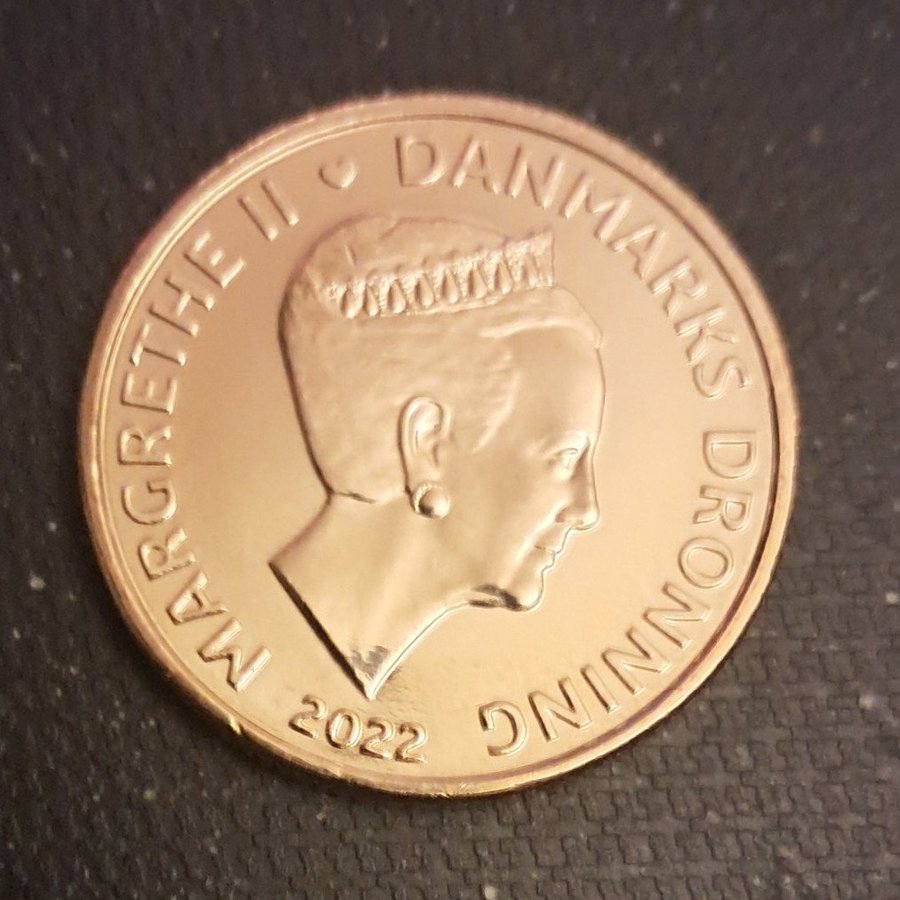 MARGRETHE II ♥ DANMARKS DRONNING
2022